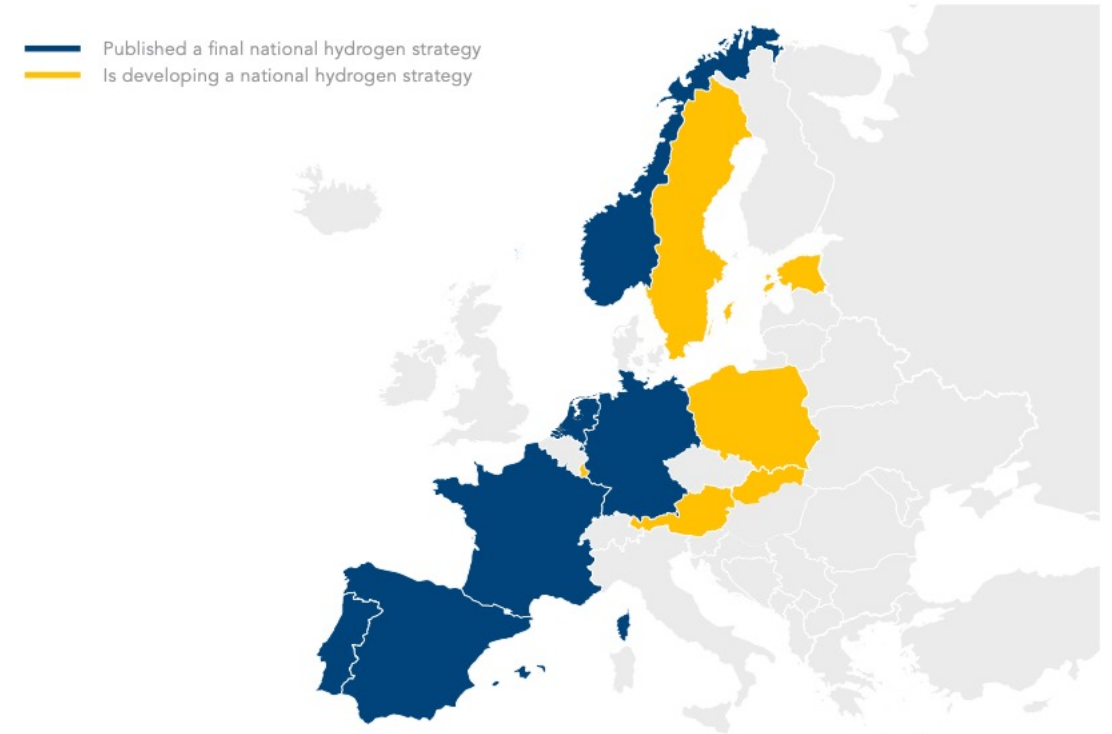 Published a final national hydrogen strategy
Is developing a national hydrogen strategy